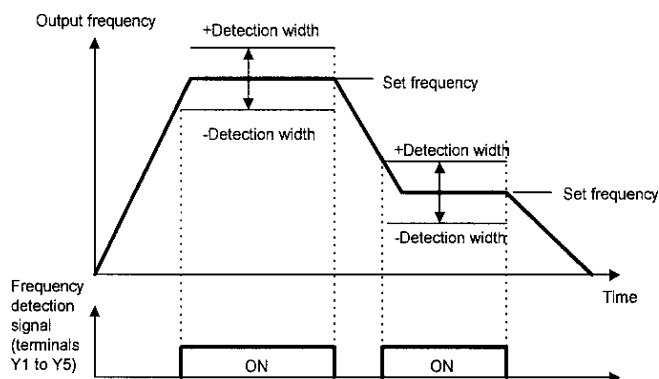 Output frequency
+Detection width
Set frequency
-Detection width
+Detection width
Set frequency
-Detection width
Frequency
detection
signal
(terminals
Y1 to Y5)
Time
ON
ON